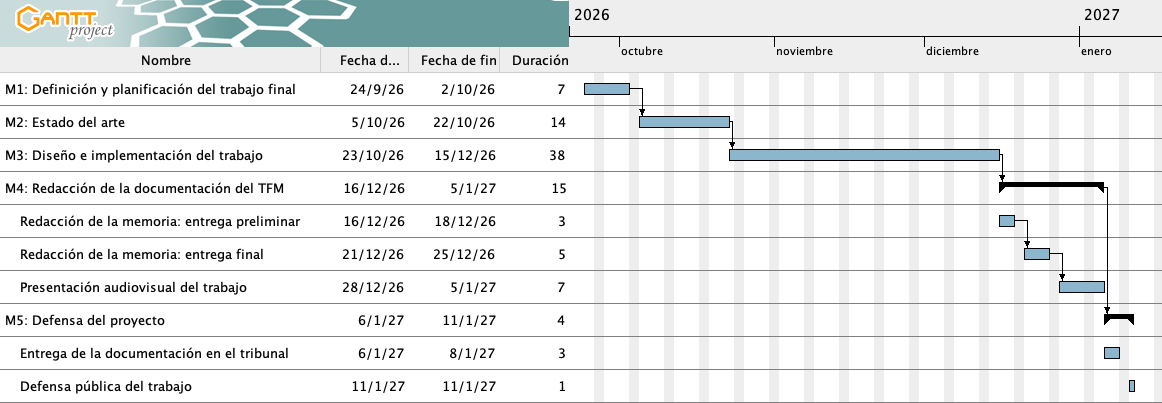 GANTT
project
2026 2027
octubre noviembre diciembre enero
Nombre Fecha d... Fecha de fin Duración
M1: Definición y planificación del trabajo final 24/9/26 2/10/26 7
M2: Estado del arte 5/10/26 22/10/26 14
M3: Diseño e implementación del trabajo 23/10/26 15/12/26 38
M4: Redacción de la documentación del TFM 16/12/26 5/1/27 15
Redacción de la memoria: entrega preliminar 16/12/26 18/12/26 3
Redacción de la memoria: entrega final 21/12/26 25/12/26 5
Presentación audiovisual del trabajo 28/12/26 5/1/27 7
M5: Defensa del proyecto 6/1/27 11/1/27 4
Entrega de la documentación en el tribunal 6/1/27 8/1/27 3
Defensa pública del trabajo 11/1/27 11/1/27 1